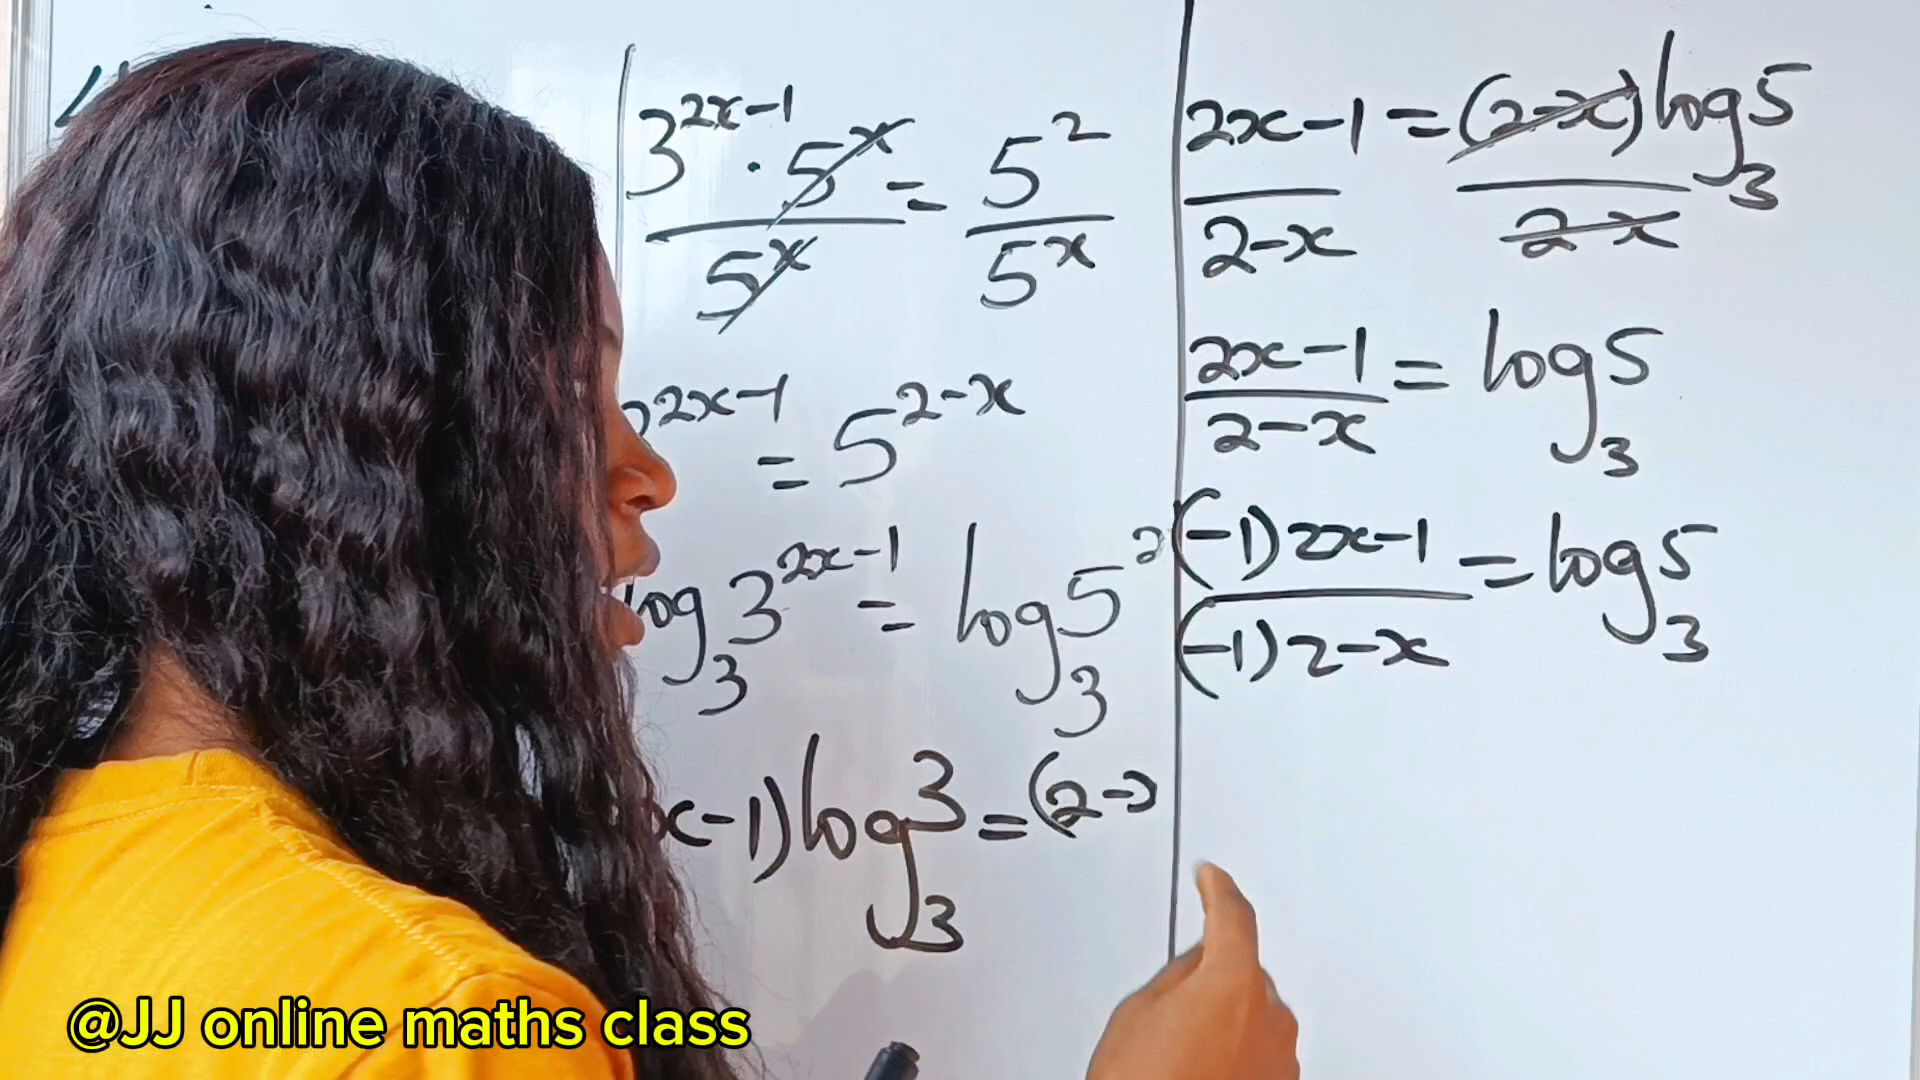 3^{2x-1} · 5^x / 5^x = 5^2 / 5^x
^{2x-1} = 5^{2-x}
log_3 3^{2x-1} = log_3 5^2
x-1) log_3 3 = (2-
2x-1 / 2-x = (2-x) log_3 5 / 2-x
2x-1 / 2-x = log_3 5
(-1) 2x-1 / (-1) 2-x = log_3 5
@JJ online maths class